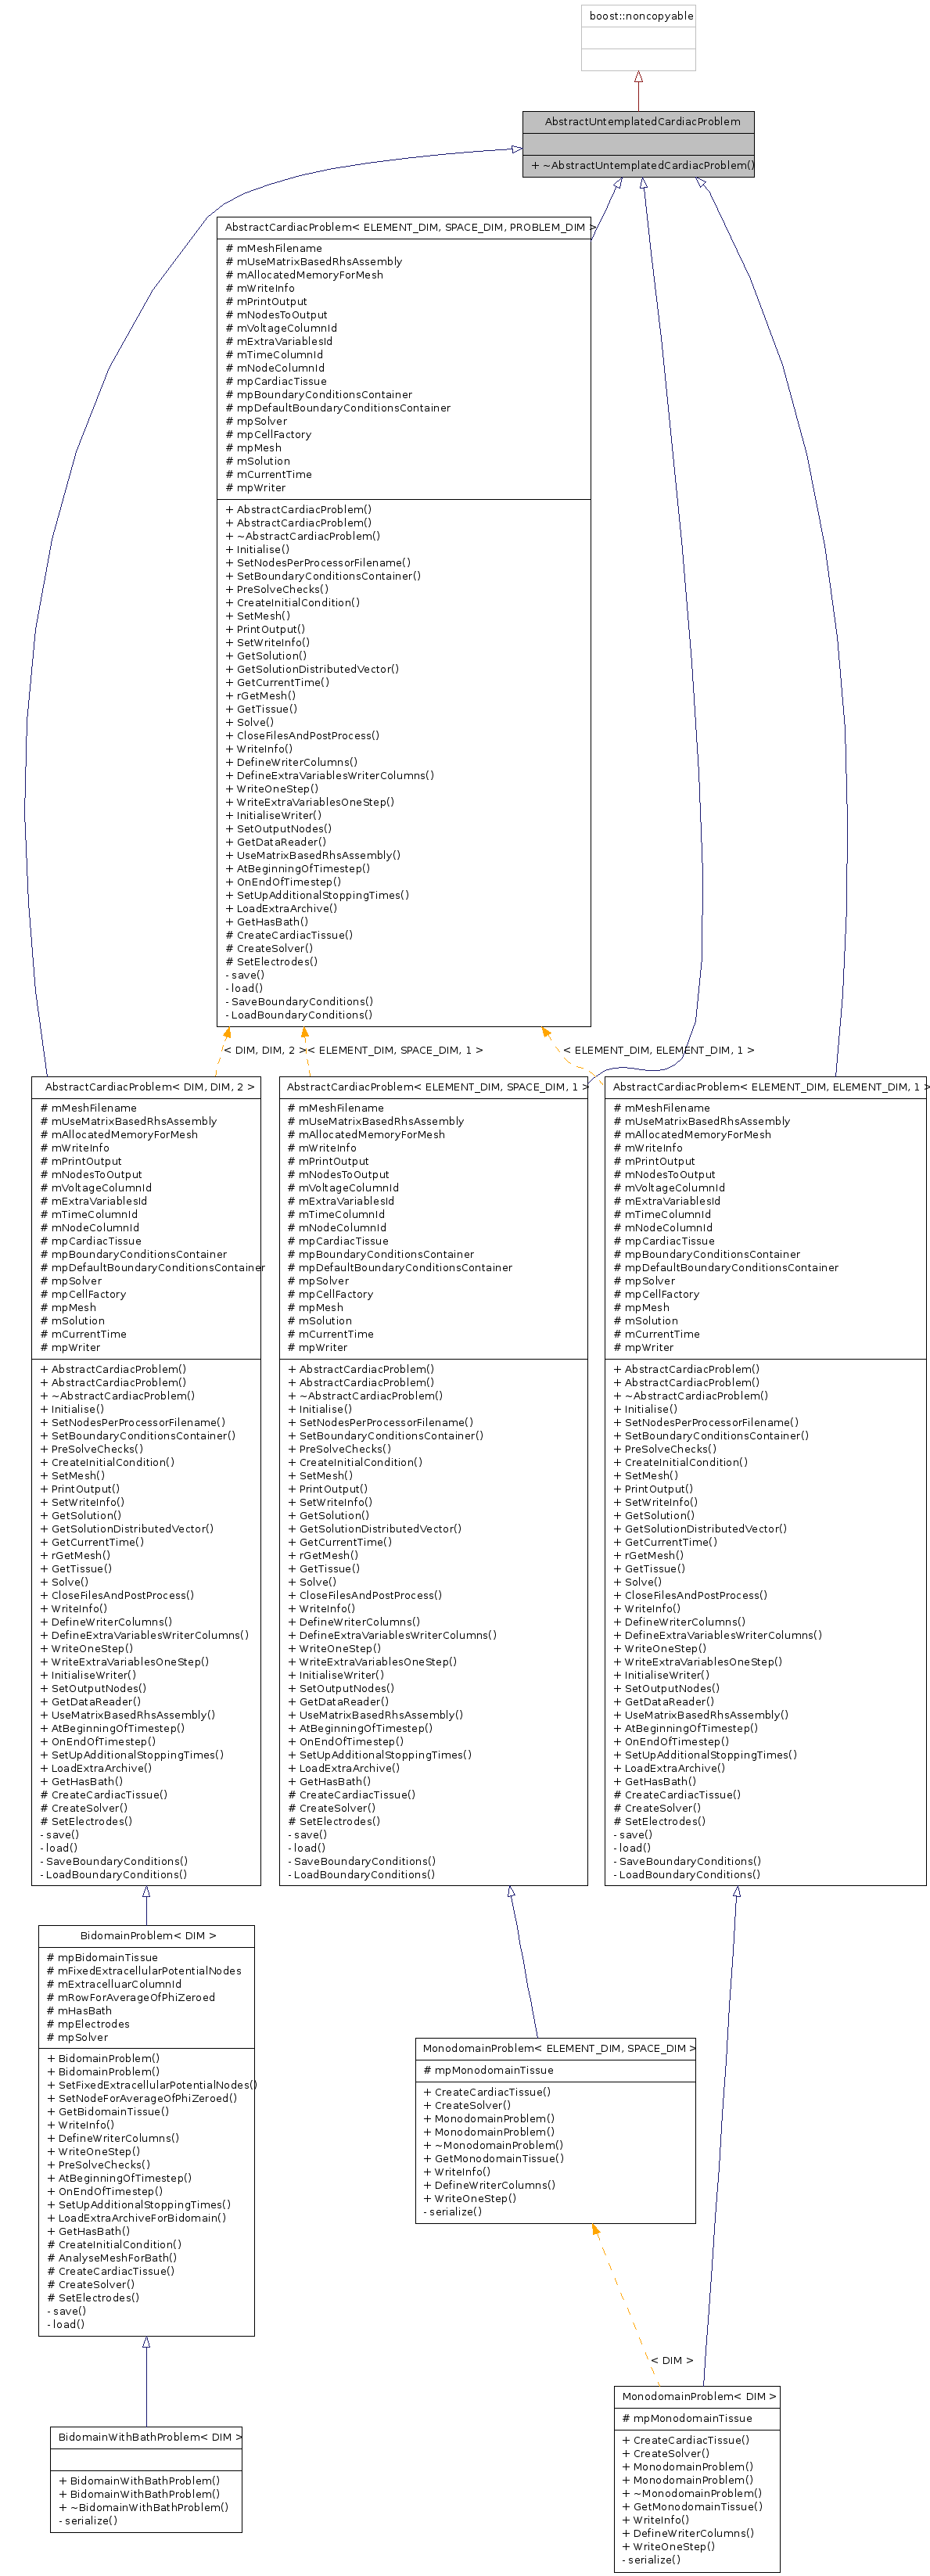 boost::noncopyable
AbstractUntemplatedCardiacProblem
+ ~AbstractUntemplatedCardiacProblem()
AbstractCardiacProblem< ELEMENT_DIM, SPACE_DIM, PROBLEM_DIM >
# mMeshFilename
# mUseMatrixBasedRhsAssembly
# mAllocatedMemoryForMesh
# mWriteInfo
# mPrintOutput
# mNodesToOutput
# mVoltageColumnId
# mExtraVariablesId
# mTimeColumnId
# mNodeColumnId
# mpCardiacTissue
# mpBoundaryConditionsContainer
# mpDefaultBoundaryConditionsContainer
# mpSolver
# mpCellFactory
# mpMesh
# mSolution
# mCurrentTime
# mpWriter
+ AbstractCardiacProblem()
+ AbstractCardiacProblem()
+ ~AbstractCardiacProblem()
+ Initialise()
+ SetNodesPerProcessorFilename()
+ SetBoundaryConditionsContainer()
+ PreSolveChecks()
+ CreateInitialCondition()
+ SetMesh()
+ PrintOutput()
+ SetWriteInfo()
+ GetSolution()
+ GetSolutionDistributedVector()
+ GetCurrentTime()
+ rGetMesh()
+ GetTissue()
+ Solve()
+ CloseFilesAndPostProcess()
+ WriteInfo()
+ DefineWriterColumns()
+ DefineExtraVariablesWriterColumns()
+ WriteOneStep()
+ WriteExtraVariablesOneStep()
+ InitialiseWriter()
+ SetOutputNodes()
+ GetDataReader()
+ UseMatrixBasedRhsAssembly()
+ AtBeginningOfTimestep()
+ OnEndOfTimestep()
+ SetUpAdditionalStoppingTimes()
+ LoadExtraArchive()
+ GetHasBath()
# CreateCardiacTissue()
# CreateSolver()
# SetElectrodes()
- save()
- load()
- SaveBoundaryConditions()
- LoadBoundaryConditions()
< DIM, DIM, 2 >
< ELEMENT_DIM, SPACE_DIM, 1 >
< ELEMENT_DIM, ELEMENT_DIM, 1 >
AbstractCardiacProblem< DIM, DIM, 2 >
# mMeshFilename
# mUseMatrixBasedRhsAssembly
# mAllocatedMemoryForMesh
# mWriteInfo
# mPrintOutput
# mNodesToOutput
# mVoltageColumnId
# mExtraVariablesId
# mTimeColumnId
# mNodeColumnId
# mpCardiacTissue
# mpBoundaryConditionsContainer
# mpDefaultBoundaryConditionsContainer
# mpSolver
# mpCellFactory
# mpMesh
# mSolution
# mCurrentTime
# mpWriter
+ AbstractCardiacProblem()
+ AbstractCardiacProblem()
+ ~AbstractCardiacProblem()
+ Initialise()
+ SetNodesPerProcessorFilename()
+ SetBoundaryConditionsContainer()
+ PreSolveChecks()
+ CreateInitialCondition()
+ SetMesh()
+ PrintOutput()
+ SetWriteInfo()
+ GetSolution()
+ GetSolutionDistributedVector()
+ GetCurrentTime()
+ rGetMesh()
+ GetTissue()
+ Solve()
+ CloseFilesAndPostProcess()
+ WriteInfo()
+ DefineWriterColumns()
+ DefineExtraVariablesWriterColumns()
+ WriteOneStep()
+ WriteExtraVariablesOneStep()
+ InitialiseWriter()
+ SetOutputNodes()
+ GetDataReader()
+ UseMatrixBasedRhsAssembly()
+ AtBeginningOfTimestep()
+ OnEndOfTimestep()
+ SetUpAdditionalStoppingTimes()
+ LoadExtraArchive()
+ GetHasBath()
# CreateCardiacTissue()
# CreateSolver()
# SetElectrodes()
- save()
- load()
- SaveBoundaryConditions()
- LoadBoundaryConditions()
AbstractCardiacProblem< ELEMENT_DIM, SPACE_DIM, 1 >
# mMeshFilename
# mUseMatrixBasedRhsAssembly
# mAllocatedMemoryForMesh
# mWriteInfo
# mPrintOutput
# mNodesToOutput
# mVoltageColumnId
# mExtraVariablesId
# mTimeColumnId
# mNodeColumnId
# mpCardiacTissue
# mpBoundaryConditionsContainer
# mpDefaultBoundaryConditionsContainer
# mpSolver
# mpCellFactory
# mpMesh
# mSolution
# mCurrentTime
# mpWriter
+ AbstractCardiacProblem()
+ AbstractCardiacProblem()
+ ~AbstractCardiacProblem()
+ Initialise()
+ SetNodesPerProcessorFilename()
+ SetBoundaryConditionsContainer()
+ PreSolveChecks()
+ CreateInitialCondition()
+ SetMesh()
+ PrintOutput()
+ SetWriteInfo()
+ GetSolution()
+ GetSolutionDistributedVector()
+ GetCurrentTime()
+ rGetMesh()
+ GetTissue()
+ Solve()
+ CloseFilesAndPostProcess()
+ WriteInfo()
+ DefineWriterColumns()
+ DefineExtraVariablesWriterColumns()
+ WriteOneStep()
+ WriteExtraVariablesOneStep()
+ InitialiseWriter()
+ SetOutputNodes()
+ GetDataReader()
+ UseMatrixBasedRhsAssembly()
+ AtBeginningOfTimestep()
+ OnEndOfTimestep()
+ SetUpAdditionalStoppingTimes()
+ LoadExtraArchive()
+ GetHasBath()
# CreateCardiacTissue()
# CreateSolver()
# SetElectrodes()
- save()
- load()
- SaveBoundaryConditions()
- LoadBoundaryConditions()
AbstractCardiacProblem< ELEMENT_DIM, ELEMENT_DIM, 1 >
# mMeshFilename
# mUseMatrixBasedRhsAssembly
# mAllocatedMemoryForMesh
# mWriteInfo
# mPrintOutput
# mNodesToOutput
# mVoltageColumnId
# mExtraVariablesId
# mTimeColumnId
# mNodeColumnId
# mpCardiacTissue
# mpBoundaryConditionsContainer
# mpDefaultBoundaryConditionsContainer
# mpSolver
# mpCellFactory
# mpMesh
# mSolution
# mCurrentTime
# mpWriter
+ AbstractCardiacProblem()
+ AbstractCardiacProblem()
+ ~AbstractCardiacProblem()
+ Initialise()
+ SetNodesPerProcessorFilename()
+ SetBoundaryConditionsContainer()
+ PreSolveChecks()
+ CreateInitialCondition()
+ SetMesh()
+ PrintOutput()
+ SetWriteInfo()
+ GetSolution()
+ GetSolutionDistributedVector()
+ GetCurrentTime()
+ rGetMesh()
+ GetTissue()
+ Solve()
+ CloseFilesAndPostProcess()
+ WriteInfo()
+ DefineWriterColumns()
+ DefineExtraVariablesWriterColumns()
+ WriteOneStep()
+ WriteExtraVariablesOneStep()
+ InitialiseWriter()
+ SetOutputNodes()
+ GetDataReader()
+ UseMatrixBasedRhsAssembly()
+ AtBeginningOfTimestep()
+ OnEndOfTimestep()
+ SetUpAdditionalStoppingTimes()
+ LoadExtraArchive()
+ GetHasBath()
# CreateCardiacTissue()
# CreateSolver()
# SetElectrodes()
- save()
- load()
- SaveBoundaryConditions()
- LoadBoundaryConditions()
BidomainProblem< DIM >
# mpBidomainTissue
# mFixedExtracellularPotentialNodes
# mExtracelluarColumnId
# mRowForAverageOfPhiZeroed
# mHasBath
# mpElectrodes
# mpSolver
+ BidomainProblem()
+ BidomainProblem()
+ SetFixedExtracellularPotentialNodes()
+ SetNodeForAverageOfPhiZeroed()
+ GetBidomainTissue()
+ WriteInfo()
+ DefineWriterColumns()
+ WriteOneStep()
+ PreSolveChecks()
+ AtBeginningOfTimestep()
+ OnEndOfTimestep()
+ SetUpAdditionalStoppingTimes()
+ LoadExtraArchiveForBidomain()
+ GetHasBath()
# CreateInitialCondition()
# AnalyseMeshForBath()
# CreateCardiacTissue()
# CreateSolver()
# SetElectrodes()
- save()
- load()
MonodomainProblem< ELEMENT_DIM, SPACE_DIM >
# mpMonodomainTissue
+ CreateCardiacTissue()
+ CreateSolver()
+ MonodomainProblem()
+ MonodomainProblem()
+ ~MonodomainProblem()
+ GetMonodomainTissue()
+ WriteInfo()
+ DefineWriterColumns()
+ WriteOneStep()
- serialize()
< DIM >
BidomainWithBathProblem< DIM >
+ BidomainWithBathProblem()
+ BidomainWithBathProblem()
+ ~BidomainWithBathProblem()
- serialize()
MonodomainProblem< DIM >
# mpMonodomainTissue
+ CreateCardiacTissue()
+ CreateSolver()
+ MonodomainProblem()
+ MonodomainProblem()
+ ~MonodomainProblem()
+ GetMonodomainTissue()
+ WriteInfo()
+ DefineWriterColumns()
+ WriteOneStep()
- serialize()